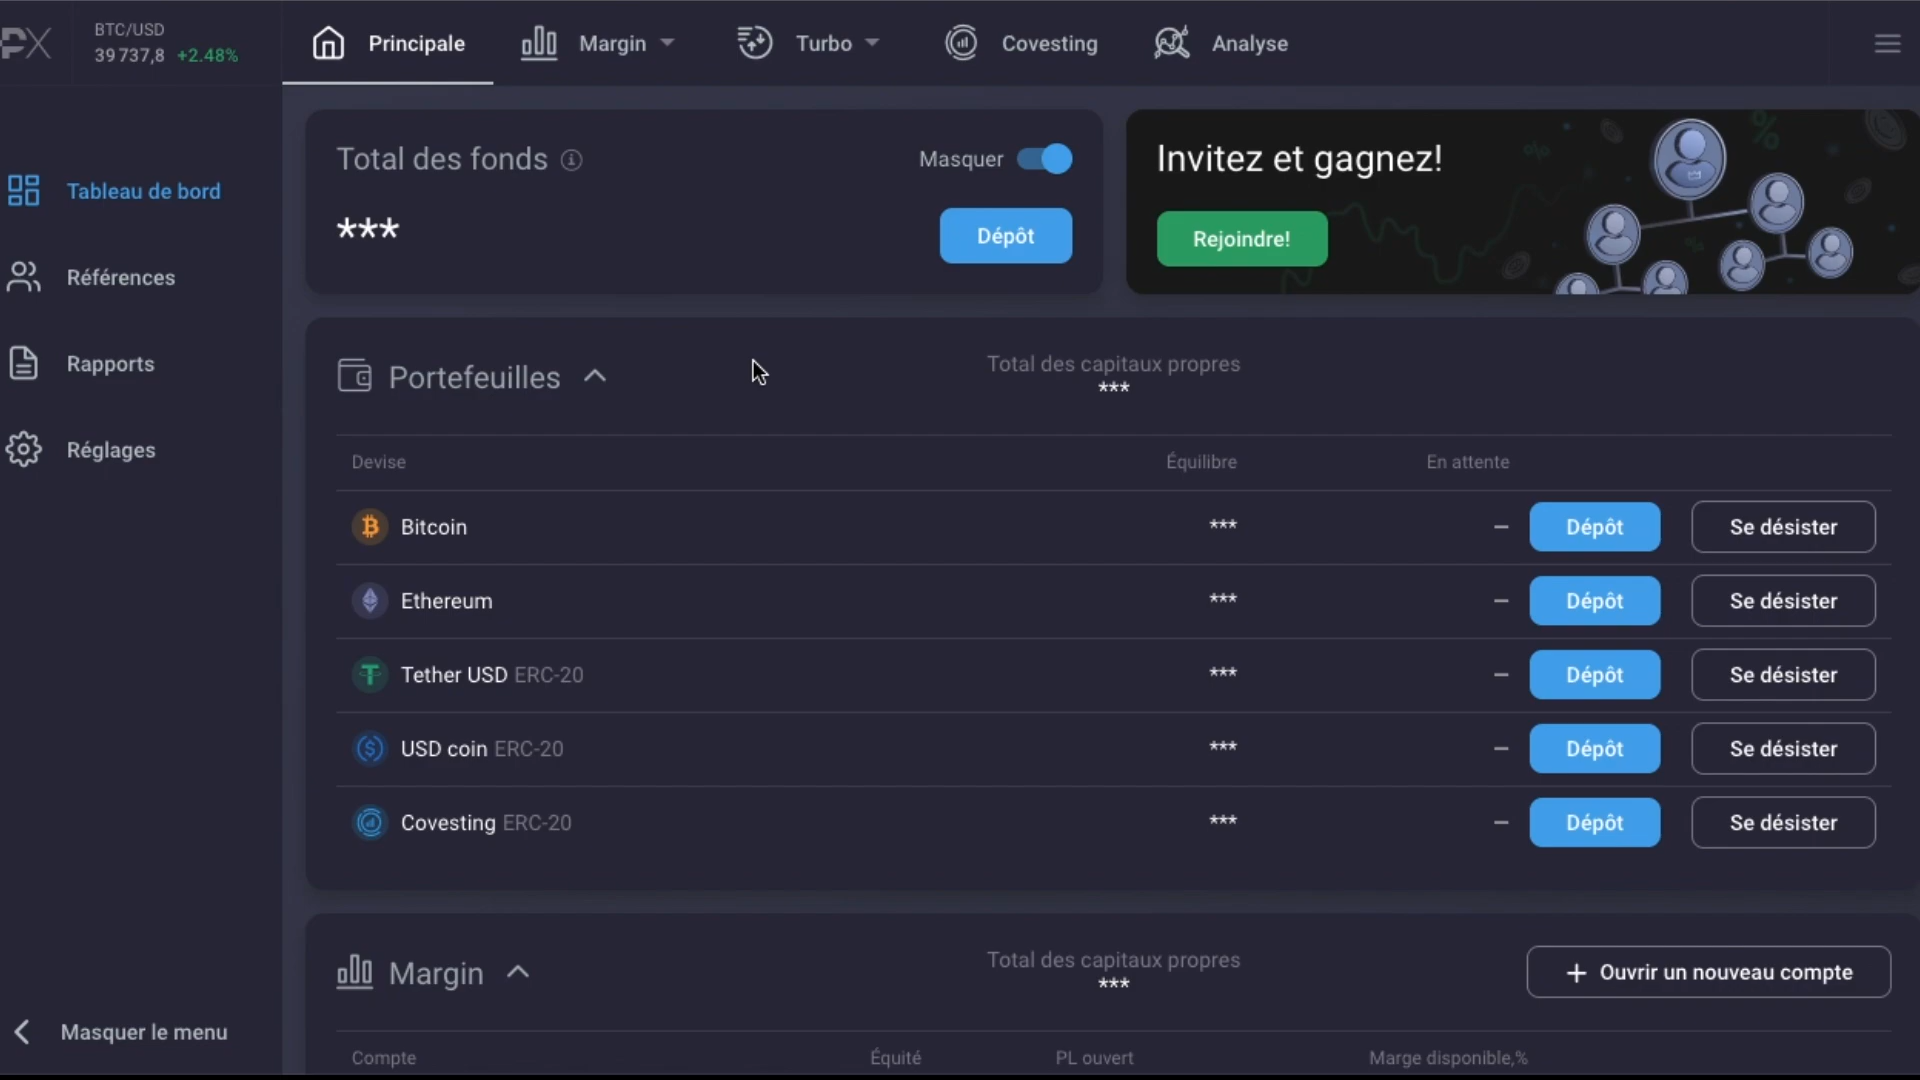 PX
BTC/USD
39 737,8 +2.48%
Principale
Margin
Turbo
Covesting
Analyse
Tableau de bord
Références
Rapports
Réglages
Masquer le menu
Total des fonds
Masquer
***
Dépôt
Invitez et gagnez!
Rejoindre!
Portefeuilles
Total des capitaux propres
***
Devise Équilibre En attente
Bitcoin *** – Dépôt Se désister
Ethereum *** – Dépôt Se désister
Tether USD ERC-20 *** – Dépôt Se désister
USD coin ERC-20 *** – Dépôt Se désister
Covesting ERC-20 *** – Dépôt Se désister
Margin
Total des capitaux propres
***
+ Ouvrir un nouveau compte
Compte Équité PL ouvert Marge disponible,%